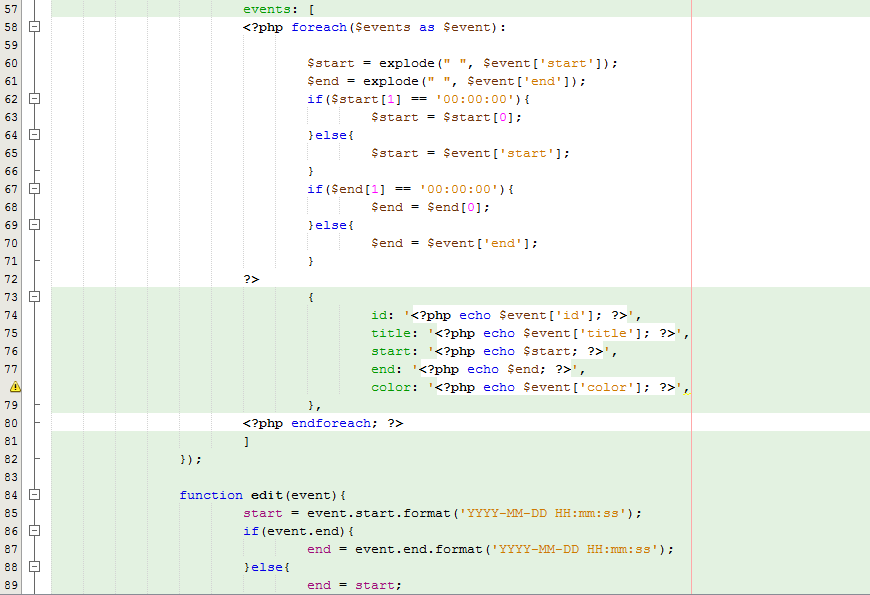 57 events: [
58 <?php foreach($events as $event):
59
60 $start = explode(" ", $event['start']);
61 $end = explode(" ", $event['end']);
62 if($start[1] == '00:00:00'){
63 $start = $start[0];
64 }else{
65 $start = $event['start'];
66 }
67 if($end[1] == '00:00:00'){
68 $end = $end[0];
69 }else{
70 $end = $event['end'];
71 }
72 ?>
73 {
74 id: '<?php echo $event['id']; ?>',
75 title: '<?php echo $event['title']; ?>',
76 start: '<?php echo $start; ?>',
77 end: '<?php echo $end; ?>',
color: '<?php echo $event['color']; ?>',
79 },
80 <?php endforeach; ?>
81 ]
82 });
83
84 function edit(event){
85 start = event.start.format('YYYY-MM-DD HH:mm:ss');
86 if(event.end){
87 end = event.end.format('YYYY-MM-DD HH:mm:ss');
88 }else{
89 end = start;